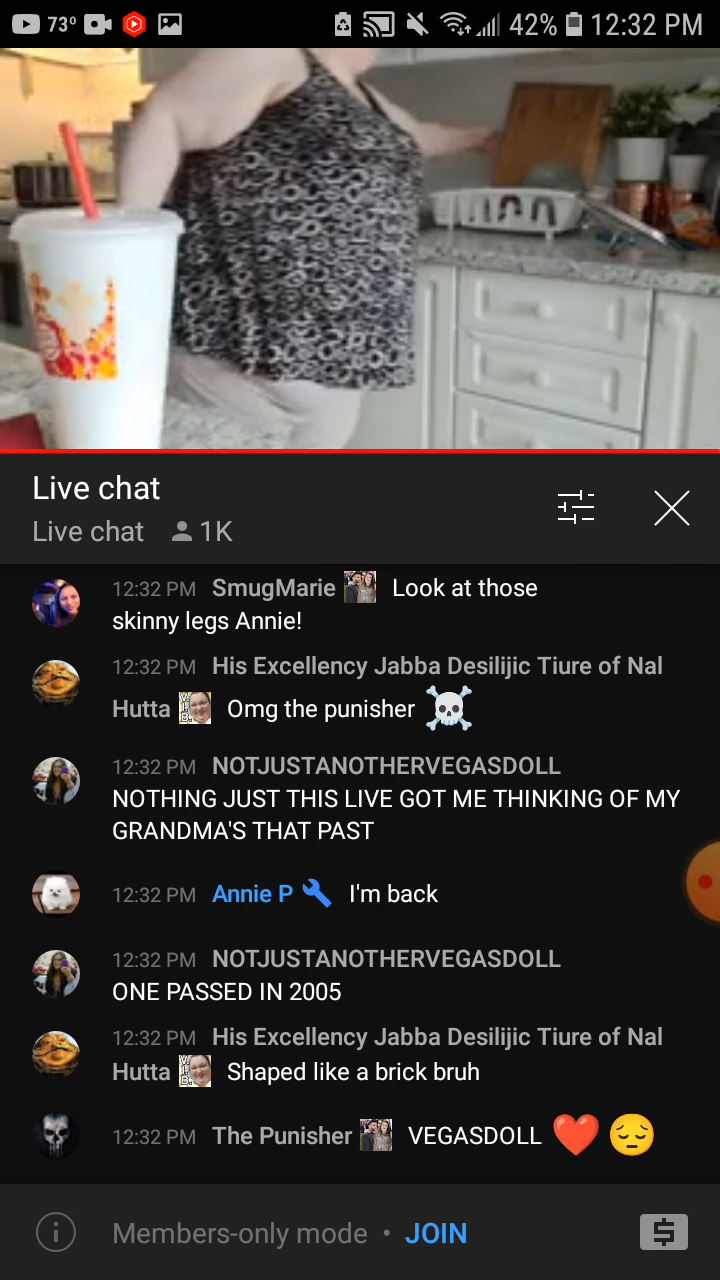 73° 42% 12:32 PM
Live chat
Live chat 1K
12:32 PM SmugMarie Look at those
skinny legs Annie!
12:32 PM His Excellency Jabba Desilijic Tiure of Nal
Hutta Omg the punisher ☠️
12:32 PM NOTJUSTANOTHERVEGASDOLL
NOTHING JUST THIS LIVE GOT ME THINKING OF MY
GRANDMA'S THAT PAST
12:32 PM Annie P I'm back
12:32 PM NOTJUSTANOTHERVEGASDOLL
ONE PASSED IN 2005
12:32 PM His Excellency Jabba Desilijic Tiure of Nal
Hutta Shaped like a brick bruh
12:32 PM The Punisher VEGASDOLL ❤️ 😔
Members-only mode • JOIN